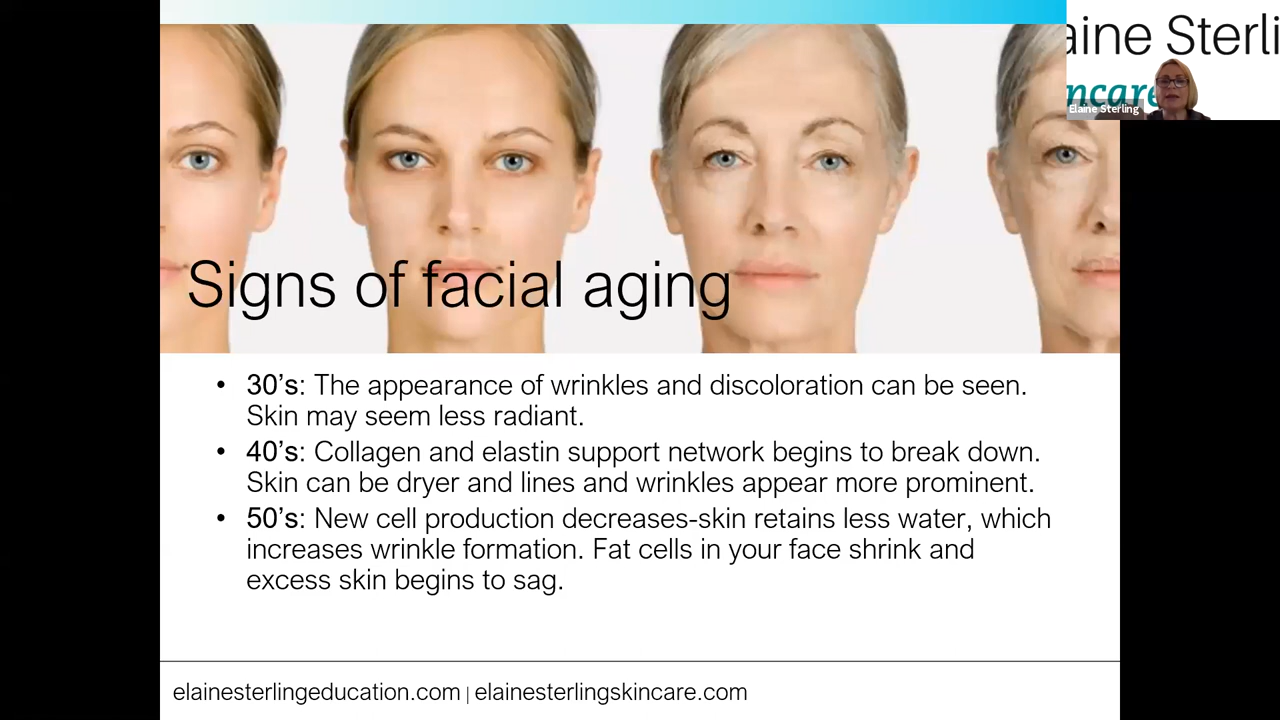 aine Sterli
ncare
Elaine Sterling
Signs of facial aging
• 30’s: The appearance of wrinkles and discoloration can be seen.
Skin may seem less radiant.
• 40’s: Collagen and elastin support network begins to break down.
Skin can be dryer and lines and wrinkles appear more prominent.
• 50’s: New cell production decreases-skin retains less water, which
increases wrinkle formation. Fat cells in your face shrink and
excess skin begins to sag.
elainesterlingeducation.com | elainesterlingskincare.com